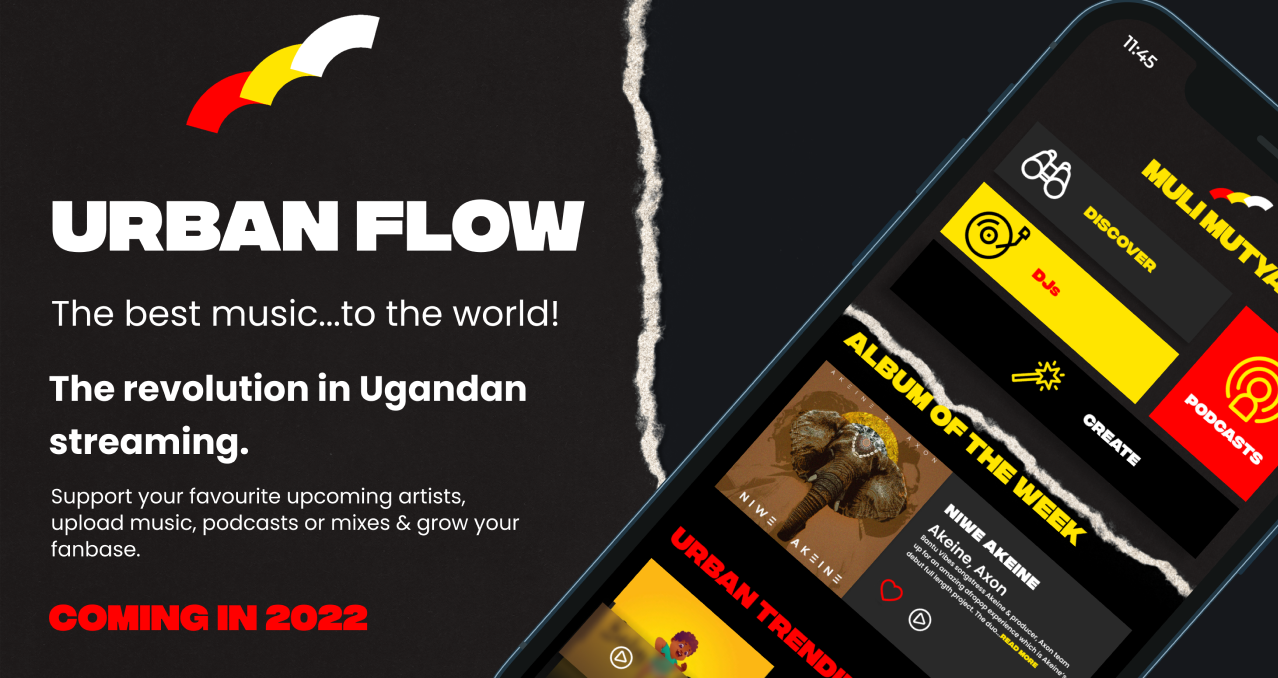 URBAN FLOW
The best music...to the world!
The revolution in Ugandan
streaming.
Support your favourite upcoming artists,
upload music, podcasts or mixes & grow your
fanbase.
COMING IN 2022
11:45
MULI MUTYA
DISCOVER
DJs
PODCASTS
CREATE
ALBUM OF THE WEEK
AKEINE X AXON
NIWE AKEINE
NIWE AKEINE
Akeine, Axon
Bantu Vibes songstress Akeine & producer, Axon team
up for an amazing afropop experience which is Akeine's
debut full length project. The duo...READ MORE
URBAN TRENDI